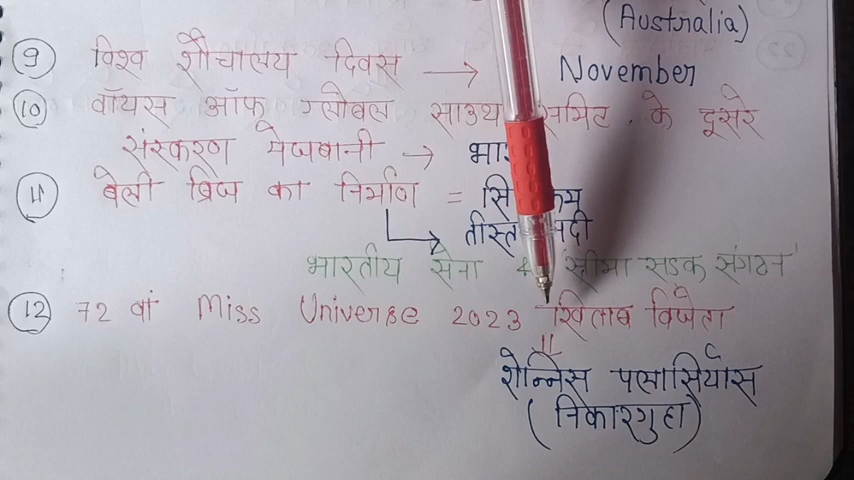 (Australia)
9 विश्व शौचालय दिवस → November
10 वॉयस ऑफ ग्लोबल साउथ समिट के दूसरे
संस्करण मेजबानी →
11 बेली ब्रिज का निर्माण =
नदी
भारतीय सेना & 'सीमा सड़क संगठन'
12 72 वां Miss Universe 2023 खिताब विजेता
=
शेन्निस पलासियोस
(निकारगुहा)